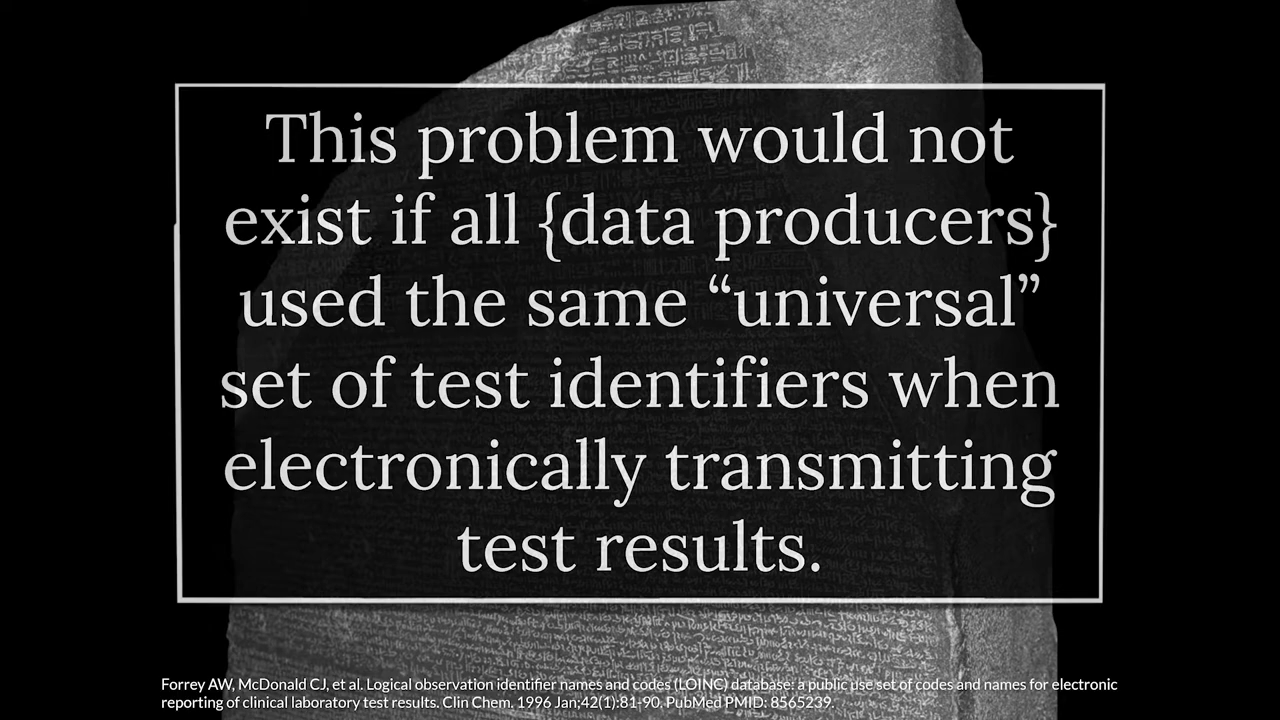 This problem would not
exist if all {data producers}
used the same “universal”
set of test identifiers when
electronically transmitting
test results.
Forrey AW, McDonald CJ, et al. Logical observation identifier names and codes (LOINC) database: a public use set of codes and names for electronic
reporting of clinical laboratory test results. Clin Chem. 1996 Jan;42(1):81-90. PubMed PMID: 8565239.